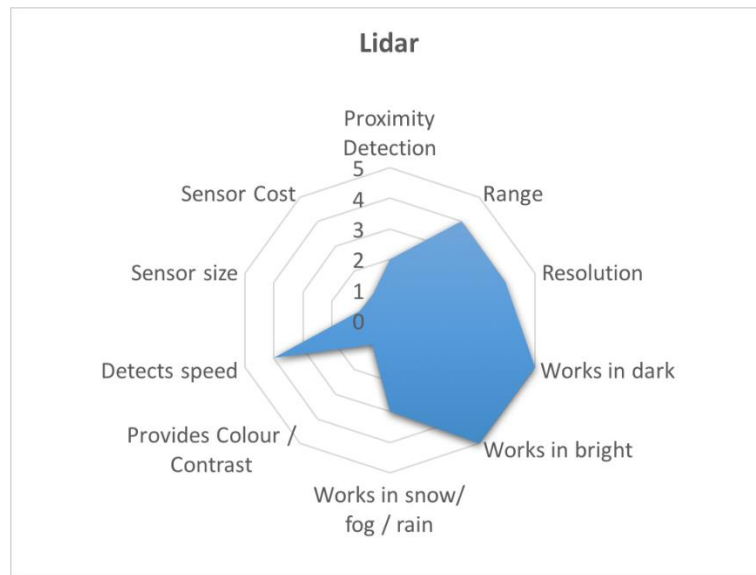 Lidar
Proximity
Detection
Range
Resolution
Works in dark
Works in bright
Works in snow/
fog / rain
Provides Colour /
Contrast
Detects speed
Sensor size
Sensor Cost
5
4
3
2
1
0